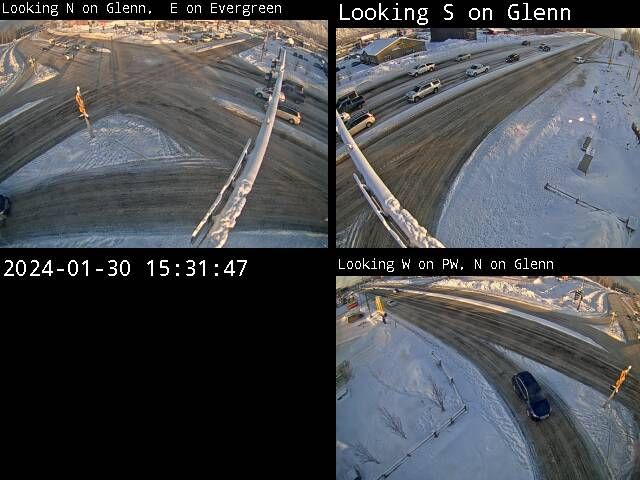 Looking N on Glenn, E on Evergreen
Looking S on Glenn
2024-01-30 15:31:47
Looking W on PW, N on Glenn